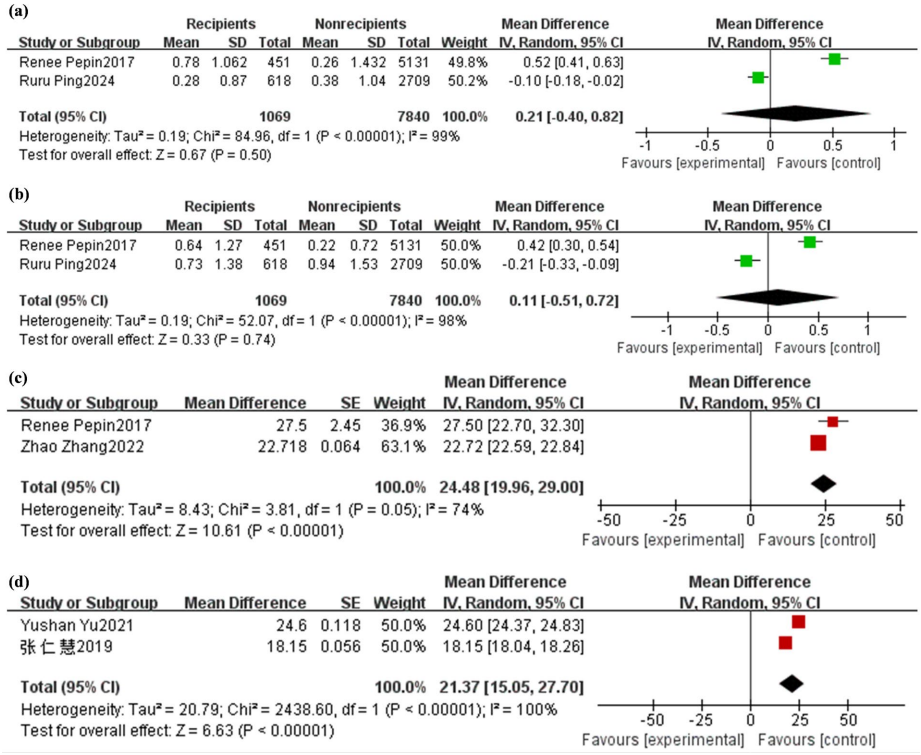 (a)
Recipients Nonrecipients Mean Difference Mean Difference
Study or Subgroup Mean SD Total Mean SD Total Weight IV, Random, 95% CI IV, Random, 95% CI
Renee Pepin2017 0.78 1.062 451 0.26 1.432 5131 49.8% 0.52 [0.41, 0.63]
Ruru Ping2024 0.28 0.87 618 0.38 1.04 2709 50.2% -0.10 [-0.18, -0.02]
Total (95% CI) 1069 7840 100.0% 0.21 [-0.40, 0.82]
Heterogeneity: Tau² = 0.19; Chi² = 84.96, df = 1 (P < 0.00001); I² = 99%
Test for overall effect: Z = 0.67 (P = 0.50)
-1 -0.5 0 0.5 1
Favours [experimental] Favours [control]
(b)
Recipients Nonrecipients Mean Difference Mean Difference
Study or Subgroup Mean SD Total Mean SD Total Weight IV, Random, 95% CI IV, Random, 95% CI
Renee Pepin2017 0.64 1.27 451 0.22 0.72 5131 50.0% 0.42 [0.30, 0.54]
Ruru Ping2024 0.73 1.38 618 0.94 1.53 2709 50.0% -0.21 [-0.33, -0.09]
Total (95% CI) 1069 7840 100.0% 0.11 [-0.51, 0.72]
Heterogeneity: Tau² = 0.19; Chi² = 52.07, df = 1 (P < 0.00001); I² = 98%
Test for overall effect: Z = 0.33 (P = 0.74)
-1 -0.5 0 0.5 1
Favours [experimental] Favours [control]
(c)
Mean Difference Mean Difference
Study or Subgroup Mean Difference SE Weight IV, Random, 95% CI IV, Random, 95% CI
Renee Pepin2017 27.5 2.45 36.9% 27.50 [22.70, 32.30]
Zhao Zhang2022 22.718 0.064 63.1% 22.72 [22.59, 22.84]
Total (95% CI) 100.0% 24.48 [19.96, 29.00]
Heterogeneity: Tau² = 8.43; Chi² = 3.81, df = 1 (P = 0.05); I² = 74%
Test for overall effect: Z = 10.61 (P < 0.00001)
-50 -25 0 25 50
Favours [experimental] Favours [control]
(d)
Mean Difference Mean Difference
Study or Subgroup Mean Difference SE Weight IV, Random, 95% CI IV, Random, 95% CI
Yushan Yu2021 24.6 0.118 50.0% 24.60 [24.37, 24.83]
张 仁 慧2019 18.15 0.056 50.0% 18.15 [18.04, 18.26]
Total (95% CI) 100.0% 21.37 [15.05, 27.70]
Heterogeneity: Tau² = 20.79; Chi² = 2438.60, df = 1 (P < 0.00001); I² = 100%
Test for overall effect: Z = 6.63 (P < 0.00001)
-50 -25 0 25 50
Favours [experimental] Favours [control]